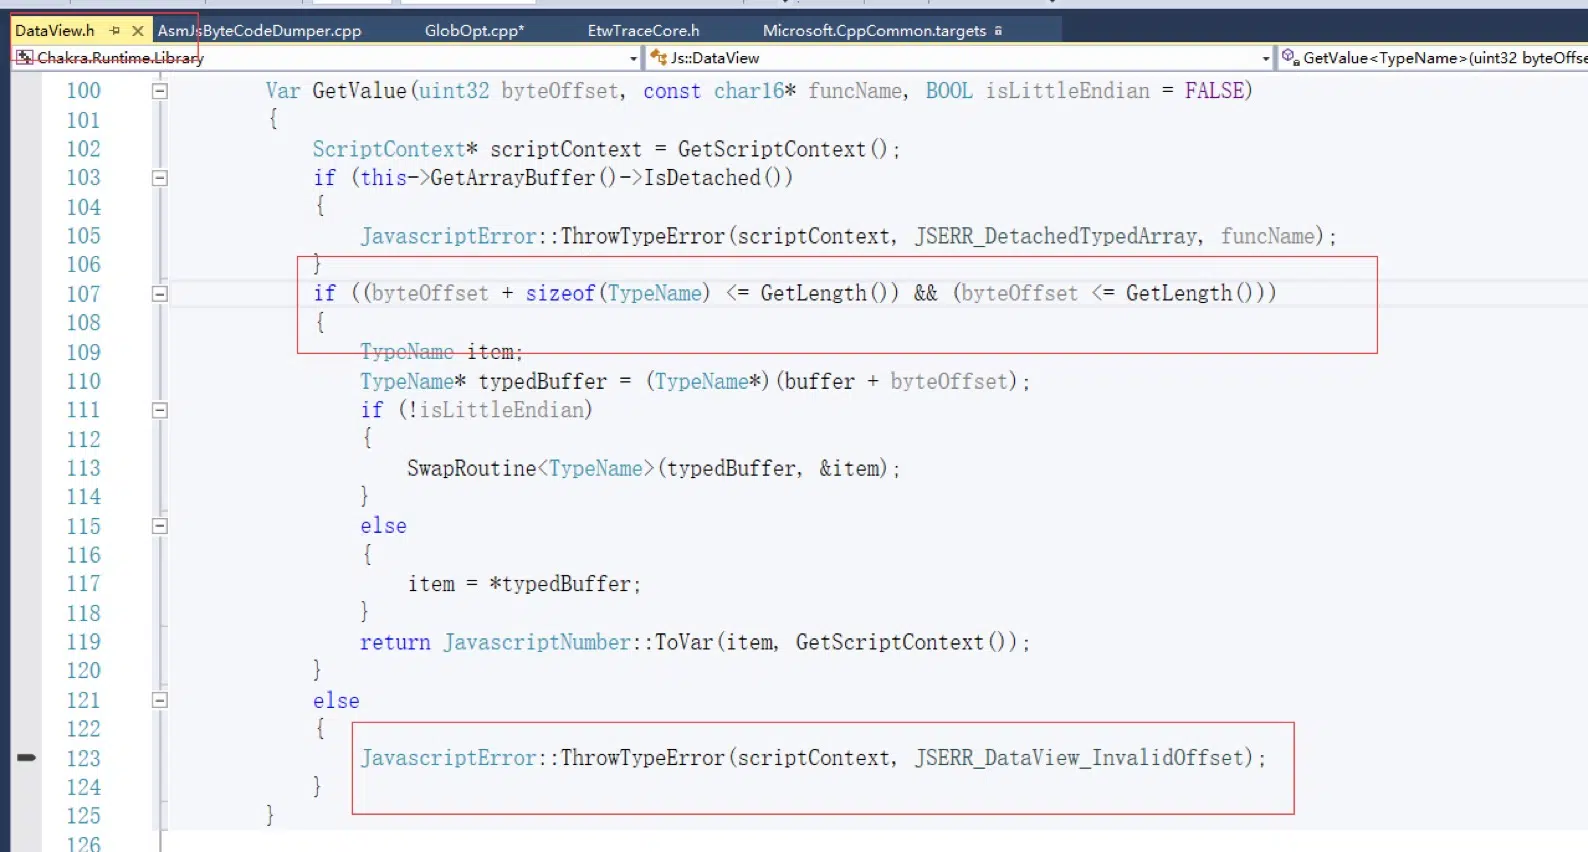 DataView.h AsmJsByteCodeDumper.cpp GlobOpt.cpp* EtwTraceCore.h Microsoft.CppCommon.targets
Chakra.Runtime.Library Js::DataView GetValue<TypeName>(uint32 byteOffse
100 Var GetValue(uint32 byteOffset, const char16* funcName, BOOL isLittleEndian = FALSE)
101 {
102 ScriptContext* scriptContext = GetScriptContext();
103 if (this->GetArrayBuffer()->IsDetached())
104 {
105 JavascriptError::ThrowTypeError(scriptContext, JSERR_DetachedTypedArray, funcName);
106 }
107 if ((byteOffset + sizeof(TypeName) <= GetLength()) && (byteOffset <= GetLength()))
108 {
109 TypeName item;
110 TypeName* typedBuffer = (TypeName*)(buffer + byteOffset);
111 if (!isLittleEndian)
112 {
113 SwapRoutine<TypeName>(typedBuffer, &item);
114 }
115 else
116 {
117 item = *typedBuffer;
118 }
119 return JavascriptNumber::ToVar(item, GetScriptContext());
120 }
121 else
122 {
123 JavascriptError::ThrowTypeError(scriptContext, JSERR_DataView_InvalidOffset);
124 }
125 }
126